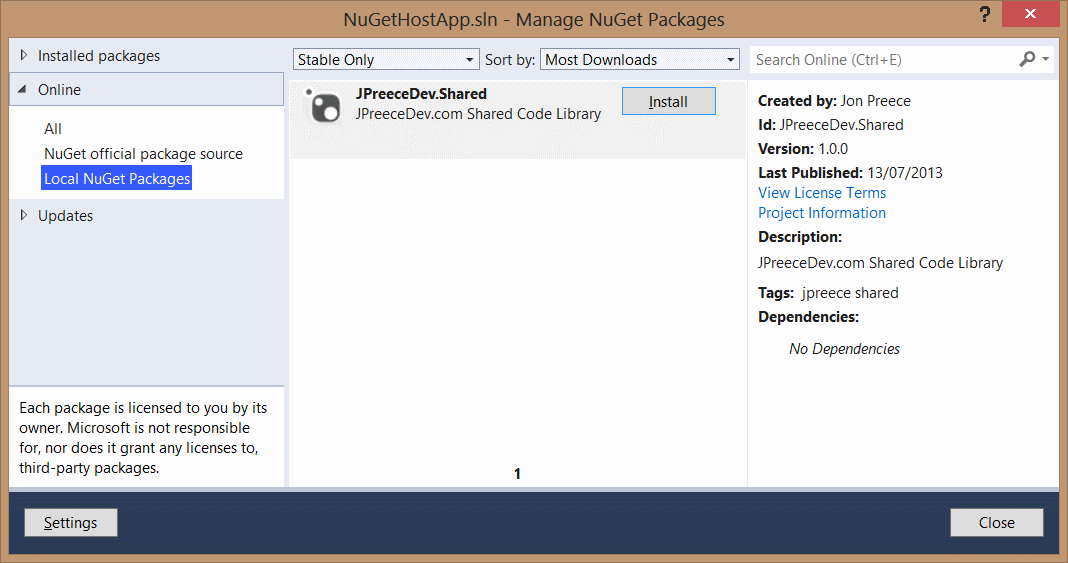 NuGetHostApp.sln - Manage NuGet Packages
?
Installed packages
Online
All
NuGet official package source
Local NuGet Packages
Updates
Each package is licensed to you by its
owner. Microsoft is not responsible
for, nor does it grant any licenses to,
third-party packages.
Stable Only
Sort by:
Most Downloads
JPreeceDev.Shared
JPreeceDev.com Shared Code Library
Install
1
Search Online (Ctrl+E)
Created by: Jon Preece
Id: JPreeceDev.Shared
Version: 1.0.0
Last Published: 13/07/2013
View License Terms
Project Information
Description:
JPreeceDev.com Shared Code Library
Tags: jpreece shared
Dependencies:
No Dependencies
Settings
Close